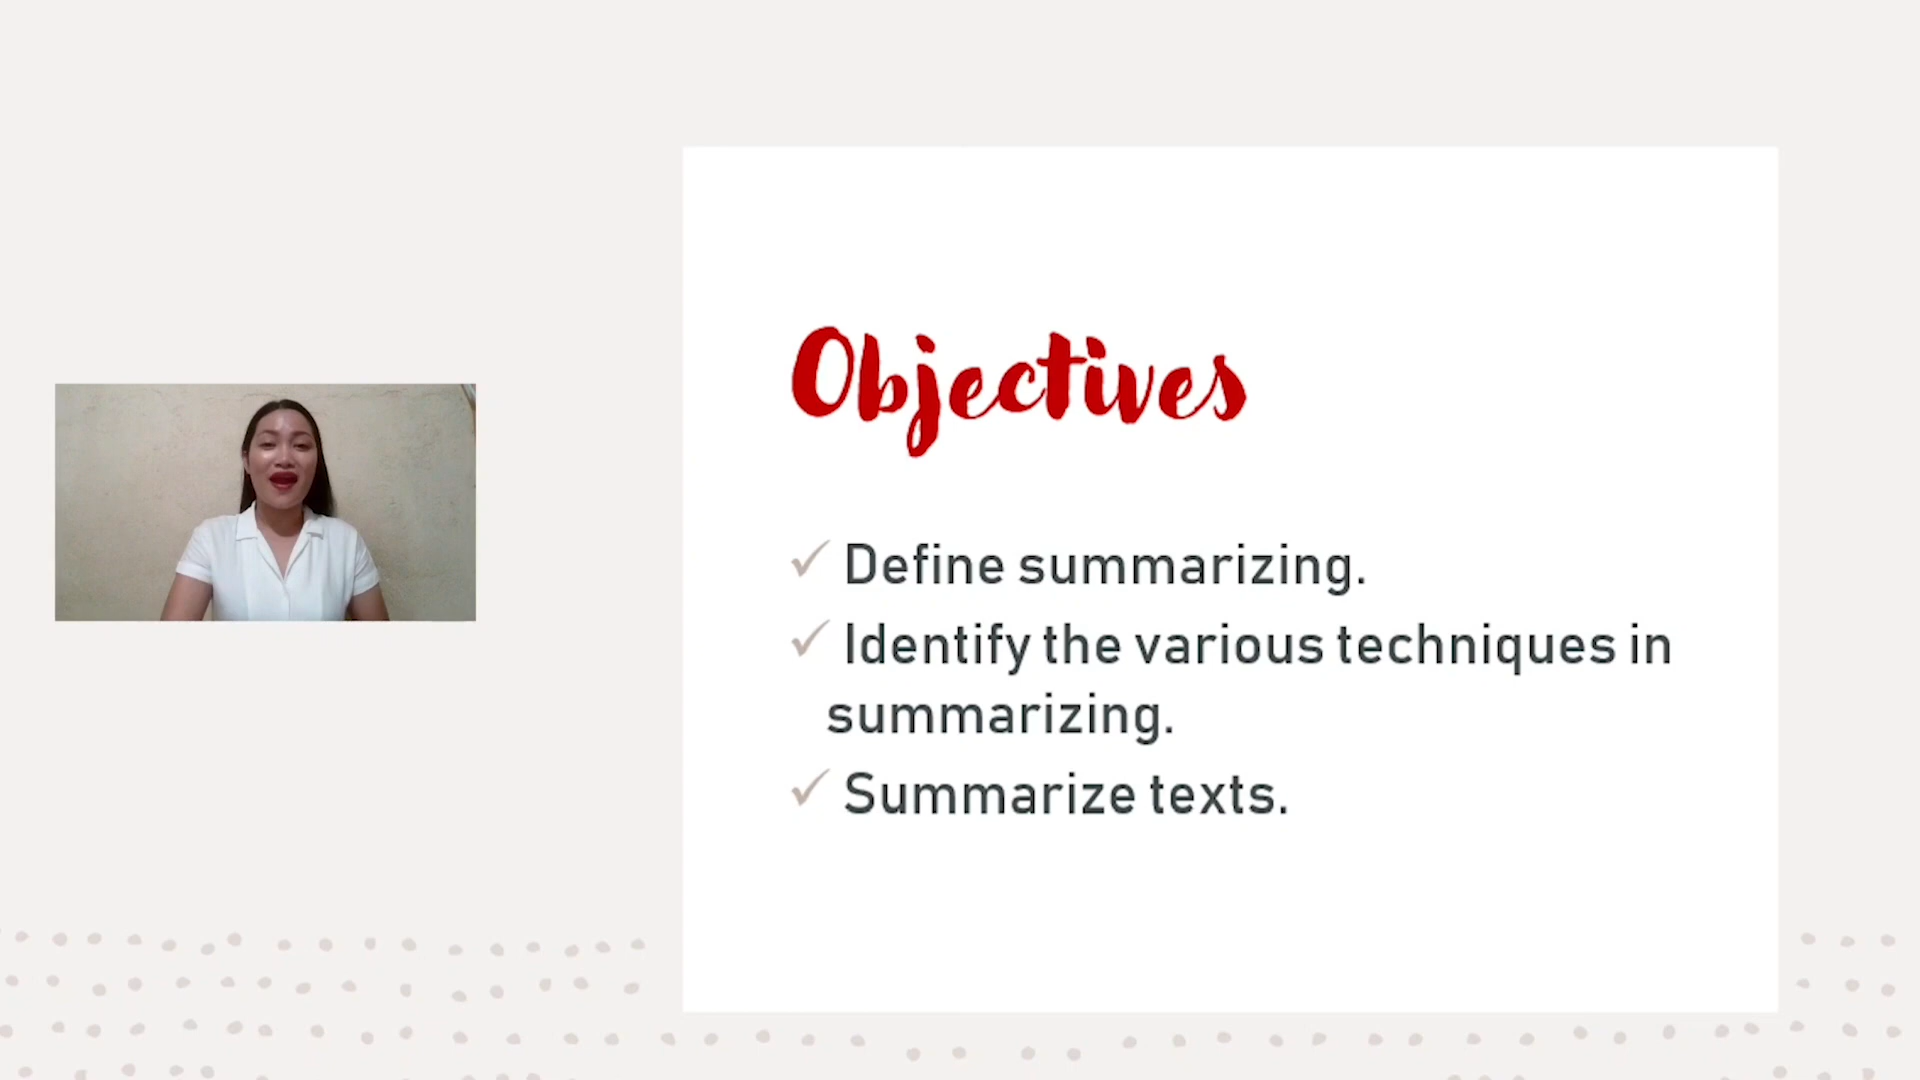 Objectives
✓ Define summarizing.
✓ Identify the various techniques in
summarizing.
✓ Summarize texts.